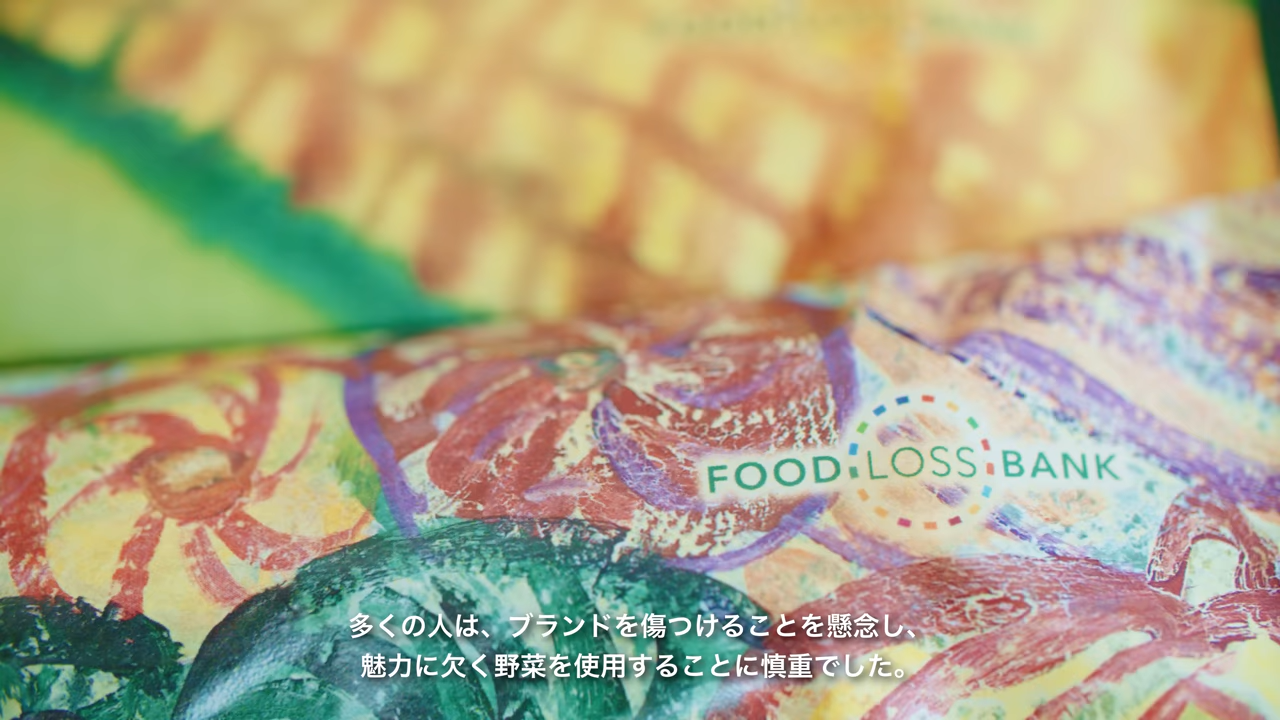 FOOD LOSS BANK
多くの人は、ブランドを傷つけることを懸念し、
魅力に欠く野菜を使用することに慎重でした。